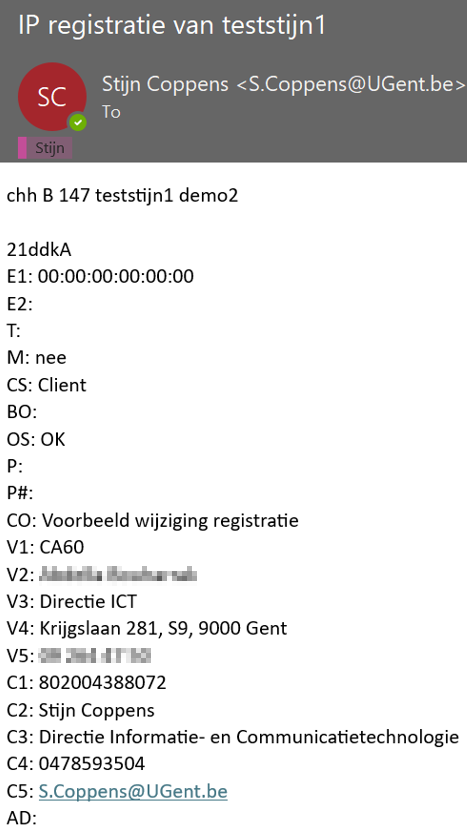 IP registratie van teststijn1
SC
Stijn Coppens <S.Coppens@UGent.be>
To
Stijn
chh B 147 teststijn1 demo2
21ddkA
E1: 00:00:00:00:00:00
E2:
T:
M: nee
CS: Client
BO:
OS: OK
P:
P#:
CO: Voorbeeld wijziging registratie
V1: CA60
V2:
V3: Directie ICT
V4: Krijgslaan 281, S9, 9000 Gent
V5:
C1: 802004388072
C2: Stijn Coppens
C3: Directie Informatie- en Communicatietechnologie
C4: 0478593504
C5: S.Coppens@UGent.be
AD: